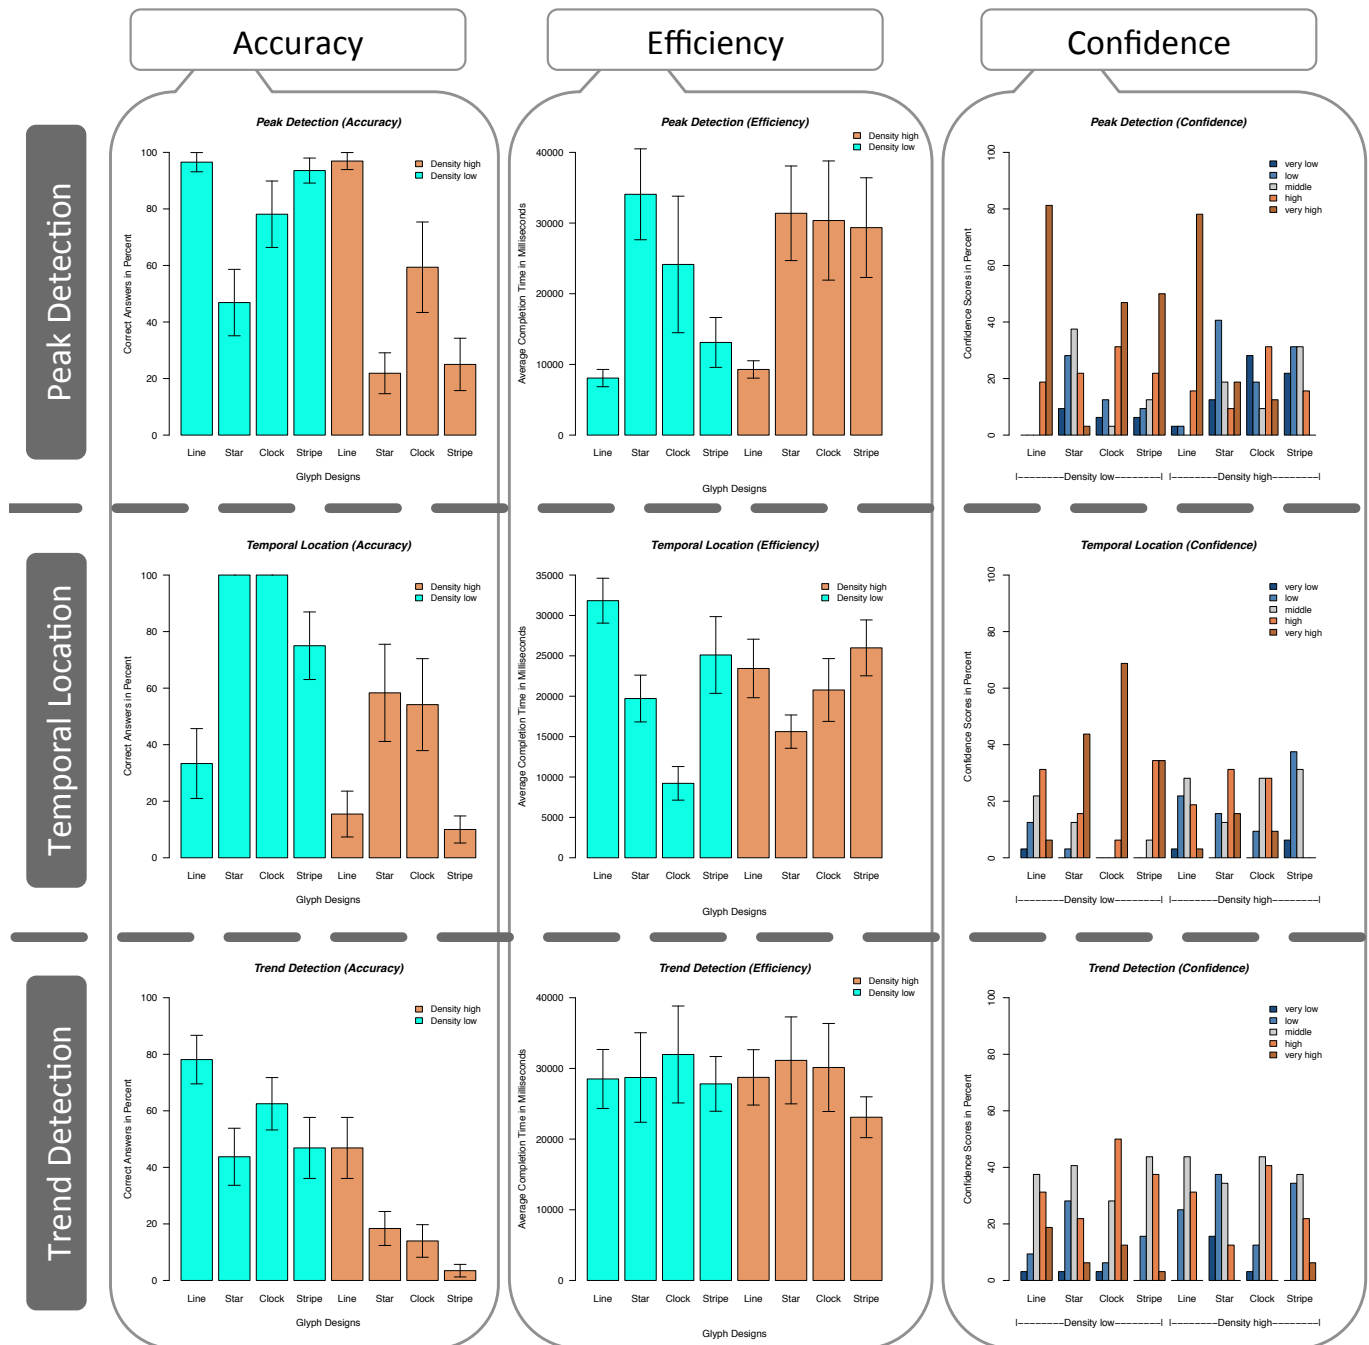 Accuracy
Efficiency
Confidence
Peak Detection
Peak Detection (Accuracy)
Density high
Density low
Correct Answers in Percent
100
80
60
40
20
0
Line Star Clock Stripe Line Star Clock Stripe
Glyph Designs
Peak Detection (Efficiency)
Density high
Density low
Average Completion Time in Milliseconds
40000
30000
20000
10000
0
Line Star Clock Stripe Line Star Clock Stripe
Glyph Designs
Peak Detection (Confidence)
very low
low
middle
high
very high
Confidence Scores in Percent
100
80
60
40
20
0
Line Star Clock Stripe Line Star Clock Stripe
|--------Density low--------| |--------Density high--------|
Temporal Location
Temporal Location (Accuracy)
Density high
Density low
Correct Answers in Percent
100
80
60
40
20
0
Line Star Clock Stripe Line Star Clock Stripe
Glyph Designs
Temporal Location (Efficiency)
Density high
Density low
Average Completion Time in Milliseconds
35000
30000
25000
20000
15000
10000
5000
0
Line Star Clock Stripe Line Star Clock Stripe
Glyph Designs
Temporal Location (Confidence)
very low
low
middle
high
very high
Confidence Scores in Percent
100
80
60
40
20
0
Line Star Clock Stripe Line Star Clock Stripe
|--------Density low--------| |--------Density high--------|
Trend Detection
Trend Detection (Accuracy)
Density high
Density low
Correct Answers in Percent
100
80
60
40
20
0
Line Star Clock Stripe Line Star Clock Stripe
Glyph Designs
Trend Detection (Efficiency)
Density high
Density low
Average Completion Time in Milliseconds
40000
30000
20000
10000
0
Line Star Clock Stripe Line Star Clock Stripe
Glyph Designs
Trend Detection (Confidence)
very low
low
middle
high
very high
Confidence Scores in Percent
100
80
60
40
20
0
Line Star Clock Stripe Line Star Clock Stripe
|--------Density low--------| |--------Density high--------|